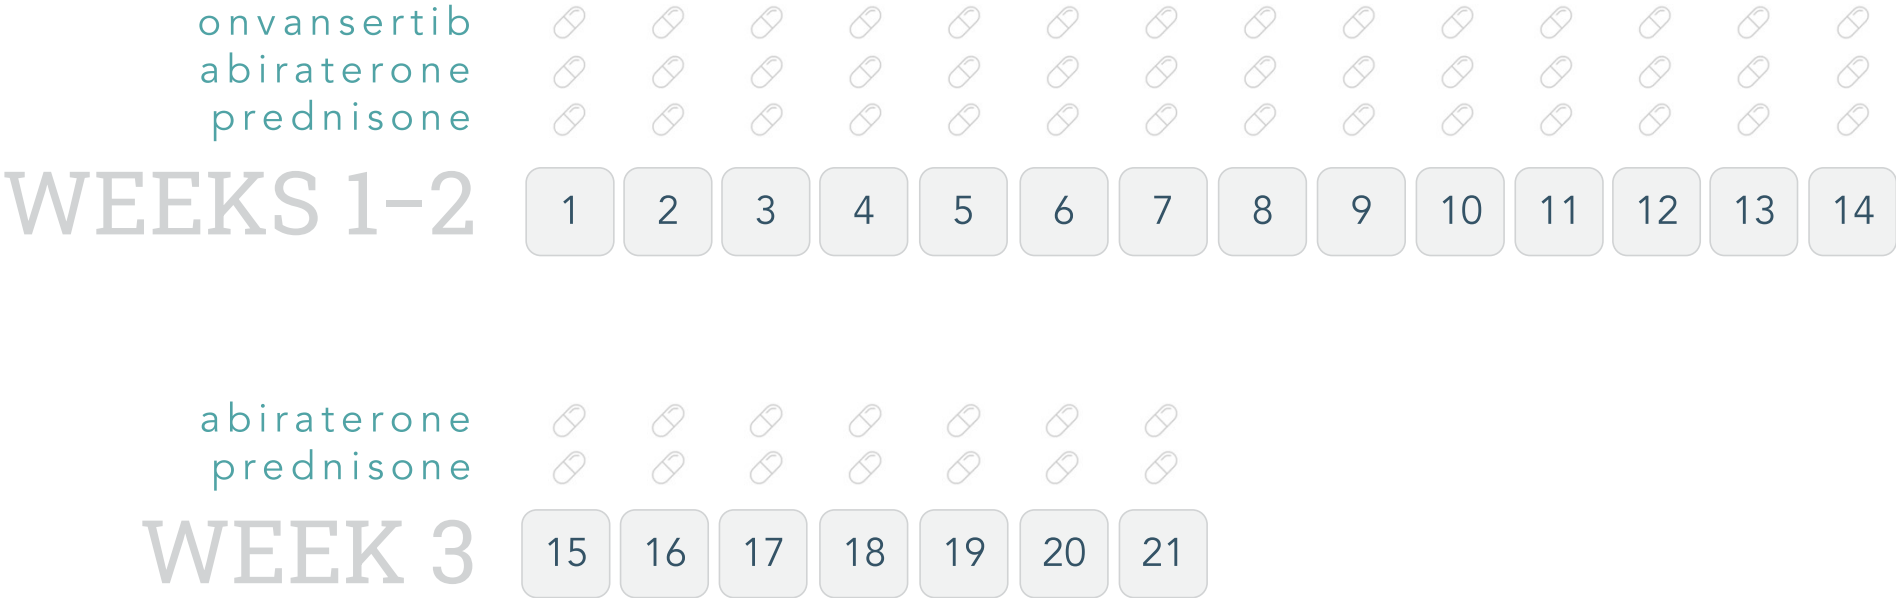 onvansertib
abiraterone
prednisone
WEEKS 1–2 1 2 3 4 5 6 7 8 9 10 11 12 13 14
abiraterone
prednisone
WEEK 3 15 16 17 18 19 20 21